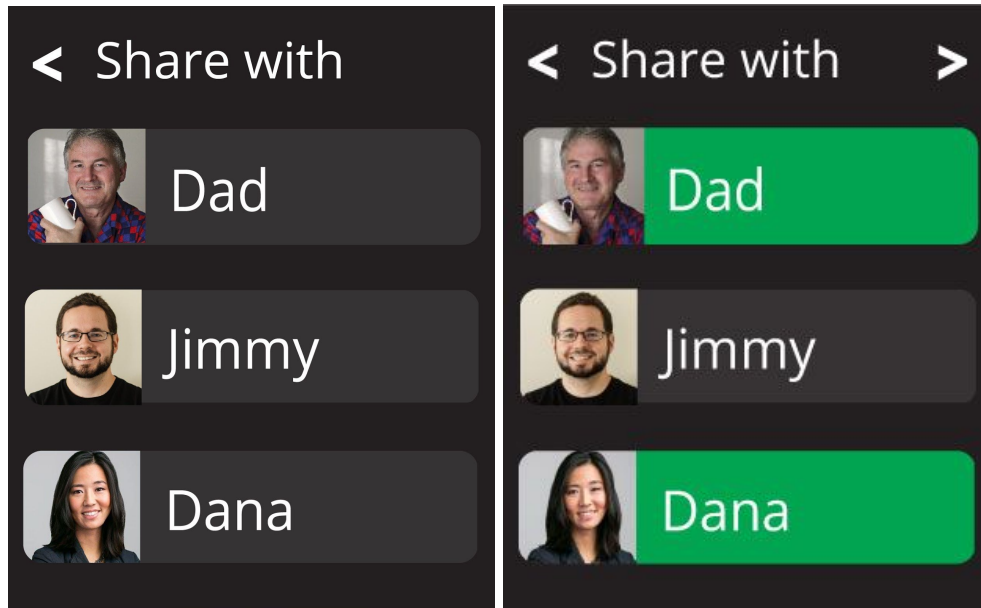 < Share with
Dad
Jimmy
Dana
< Share with >
Dad
Jimmy
Dana